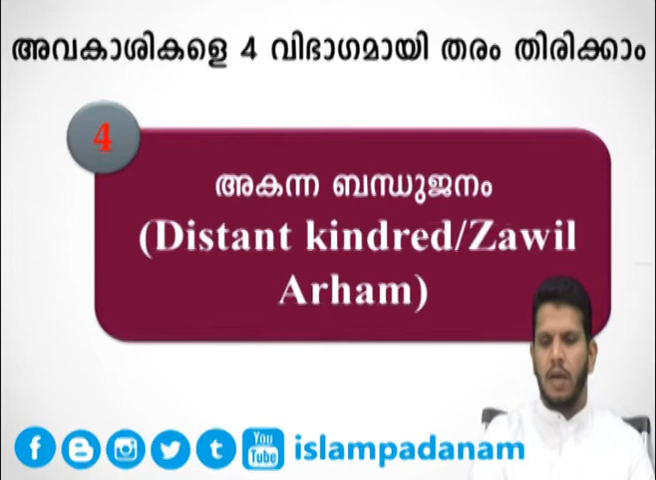 അവകാശികളെ 4 വിഭാഗമായി തരം തിരിക്കാം
4
അകന്ന ബന്ധുജനം
(Distant kindred/Zawil
Arham)
You
Tube
islampadanam